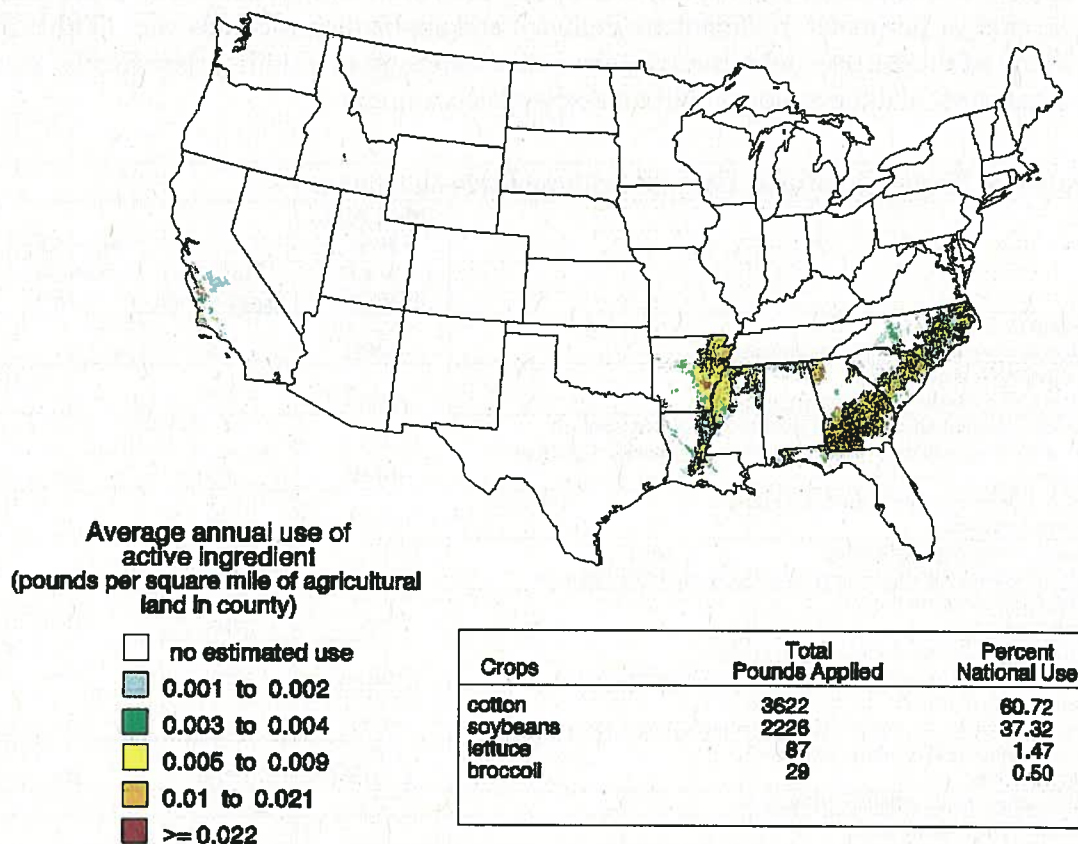 Average annual use of
active ingredient
(pounds per square mile of agricultural
land in county)
no estimated use
0.001 to 0.002
0.003 to 0.004
0.005 to 0.009
0.01 to 0.021
>= 0.022
Crops Total Pounds Applied Percent National Use
cotton 3622 60.72
soybeans 2226 37.32
lettuce 87 1.47
broccoli 29 0.50